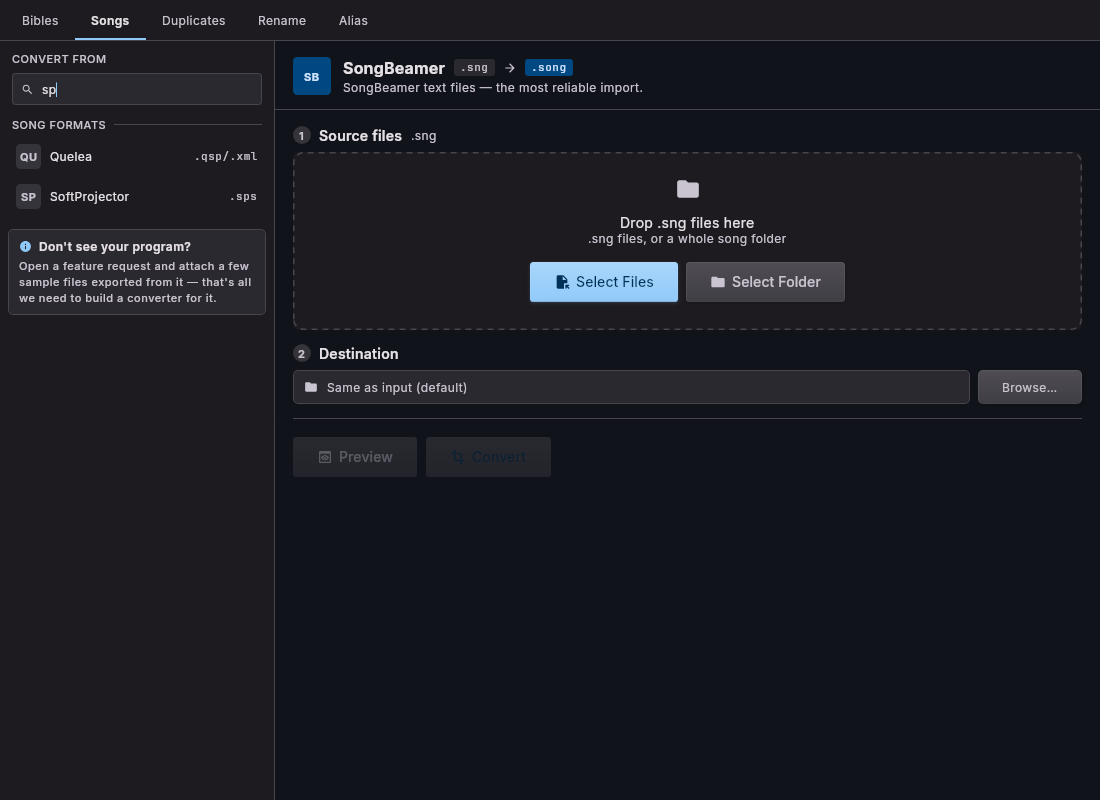 Bibles Songs Duplicates Rename Alias
CONVERT FROM
sp
SONG FORMATS
QU Quelea .qsp/.xml
SP SoftProjector .sps
Don't see your program?
Open a feature request and attach a few
sample files exported from it — that's all
we need to build a converter for it.
SB SongBeamer .sng → .song
SongBeamer text files — the most reliable import.
1 Source files .sng
Drop .sng files here
.sng files, or a whole song folder
Select Files Select Folder
2 Destination
Same as input (default) Browse...
Preview Convert